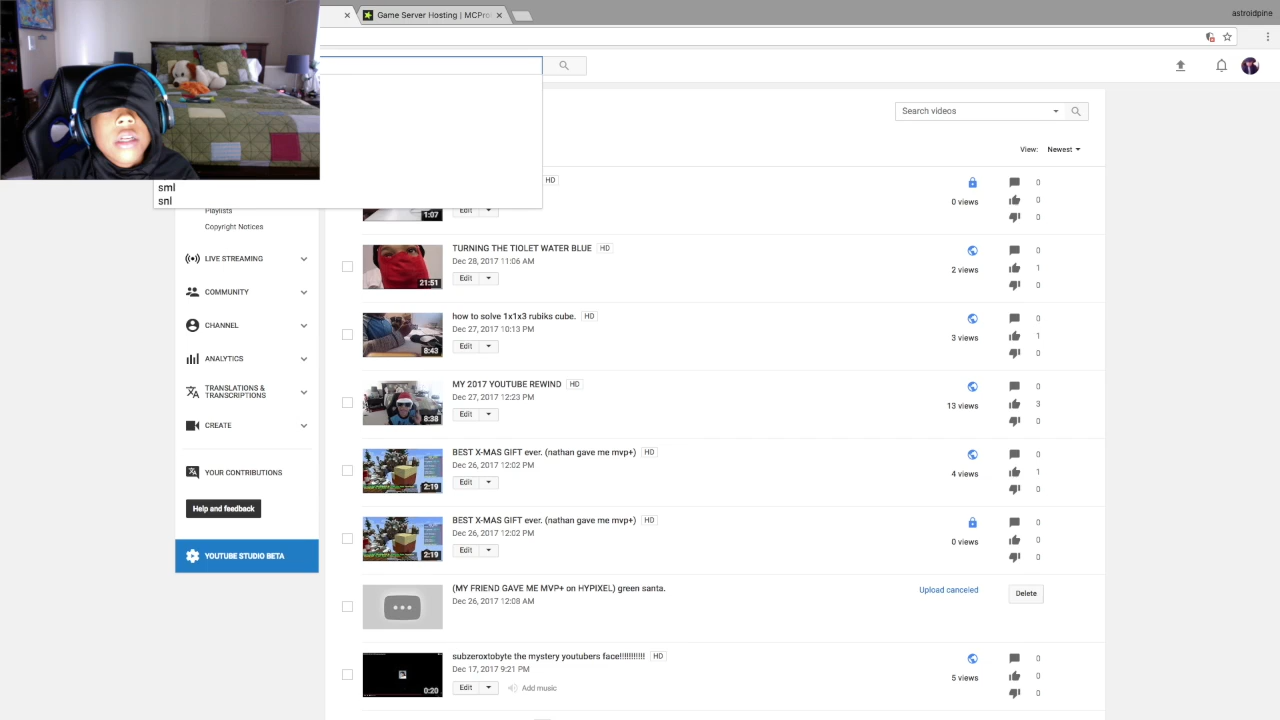 Game Server Hosting | MCPro
astroidpine
Search videos
View: Newest
sml
snl
HD
0 views
0
0
0
1:07
Edit
Playlists
Copyright Notices
LIVE STREAMING
COMMUNITY
CHANNEL
ANALYTICS
TRANSLATIONS &
TRANSCRIPTIONS
CREATE
YOUR CONTRIBUTIONS
Help and feedback
YOUTUBE STUDIO BETA
TURNING THE TIOLET WATER BLUE HD
Dec 28, 2017 11:06 AM
Edit
21:51
2 views
0
1
0
how to solve 1x1x3 rubiks cube. HD
Dec 27, 2017 10:13 PM
Edit
8:43
3 views
0
1
0
MY 2017 YOUTUBE REWIND HD
Dec 27, 2017 12:23 PM
Edit
8:38
13 views
0
3
0
BEST X-MAS GIFT ever. (nathan gave me mvp+) HD
Dec 26, 2017 12:02 PM
Edit
2:19
4 views
0
1
0
BEST X-MAS GIFT ever. (nathan gave me mvp+) HD
Dec 26, 2017 12:02 PM
Edit
2:19
0 views
0
0
0
(MY FRIEND GAVE ME MVP+ on HYPIXEL) green santa.
Dec 26, 2017 12:08 AM
Upload canceled
Delete
subzeroxtobyte the mystery youtubers face!!!!!!!!!!! HD
Dec 17, 2017 9:21 PM
Edit
Add music
0:20
5 views
0
0
0